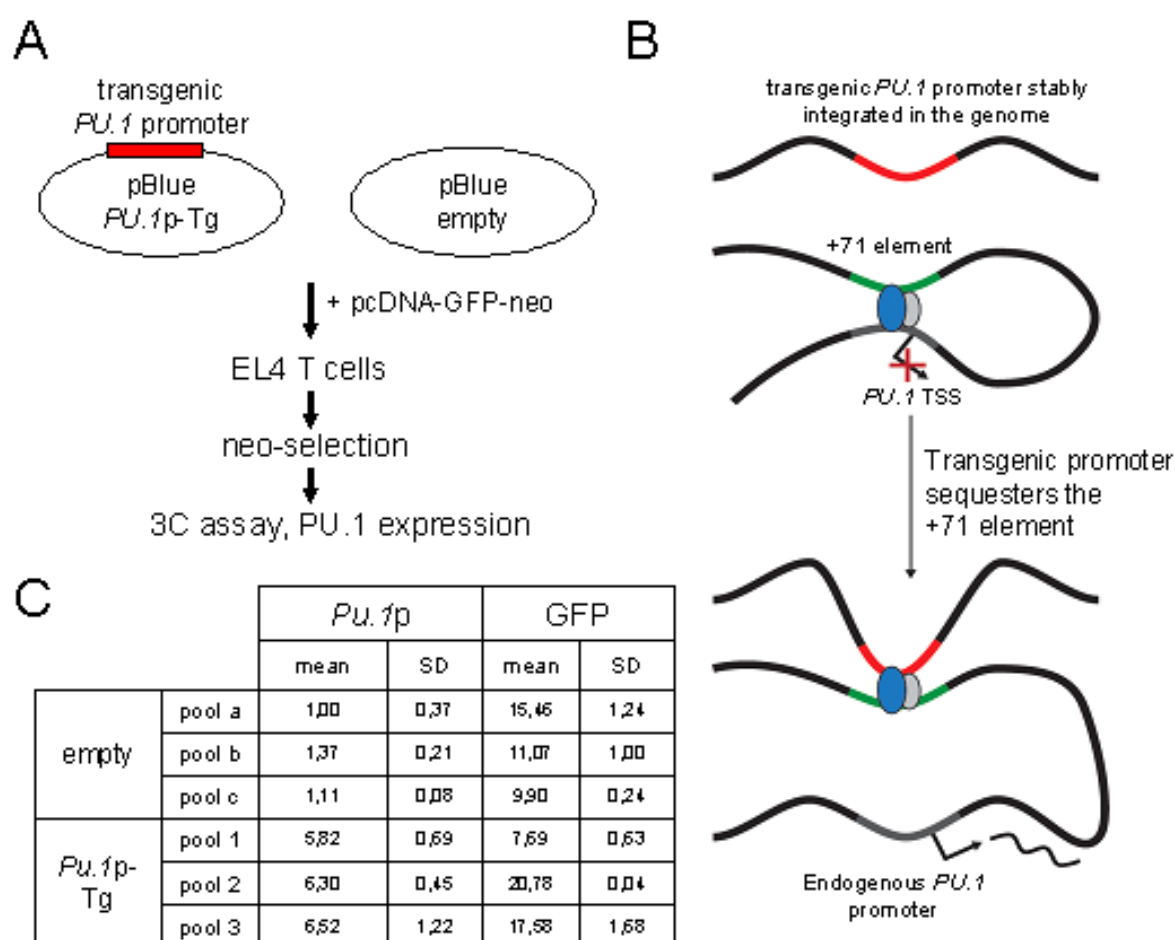 A
transgenic
PU.1 promoter
pBlue
PU.1p-Tg
pBlue
empty
+ pcDNA-GFP-neo
EL4 T cells
neo-selection
3C assay, PU.1 expression
B
transgenic PU.1 promoter stably
integrated in the genome
+71 element
PU.1 TSS
Transgenic promoter
sequesters the
+71 element
Endogenous PU.1
promoter
C
Pu.1p GFP
mean SD mean SD
empty
pool a 1,00 0,37 15,46 1,24
pool b 1,37 0,21 11,07 1,00
pool c 1,11 0,08 9,90 0,24
Pu.1p-
Tg
pool 1 5,82 0,69 7,69 0,63
pool 2 6,30 0,45 20,78 0,04
pool 3 6,52 1,22 17,58 1,68